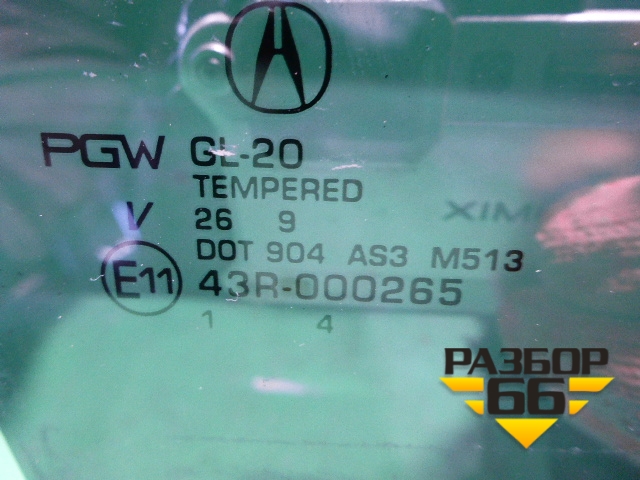 PGW GL-20
TEMPERED
V 26 9
DOT 904 AS3 M513
E11 43R-000265
1 4
РАЗБОР
66